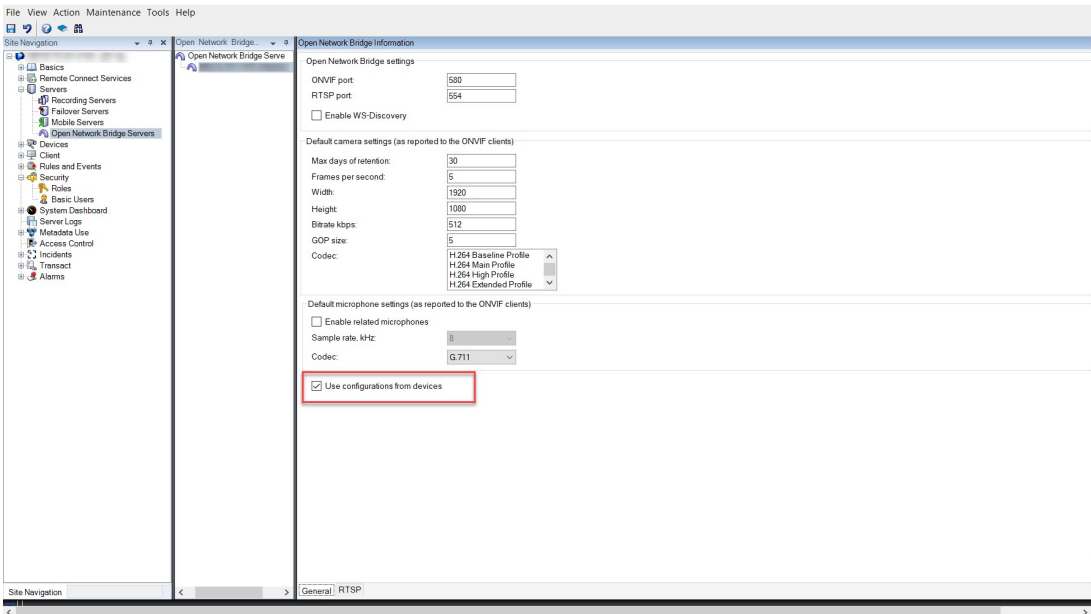 File View Action Maintenance Tools Help
Site Navigation
Basics
Remote Connect Services
Servers
Recording Servers
Failover Servers
Mobile Servers
Open Network Bridge Servers
Devices
Client
Rules and Events
Security
Roles
Basic Users
System Dashboard
Server Logs
Metadata Use
Access Control
Incidents
Transact
Alarms
Site Navigation
Open Network Bridge...
Open Network Bridge Serve
Open Network Bridge Information
Open Network Bridge settings
ONVIF port: 580
RTSP port: 554
Enable WS-Discovery
Default camera settings (as reported to the ONVIF clients)
Max days of retention: 30
Frames per second: 5
Width: 1920
Height: 1080
Bitrate kbps: 512
GOP size: 5
Codec: H.264 Baseline Profile
H.264 Main Profile
H.264 High Profile
H.264 Extended Profile
Default microphone settings (as reported to the ONVIF clients)
Enable related microphones
Sample rate, kHz: 8
Codec: G.711
Use configurations from devices
General RTSP